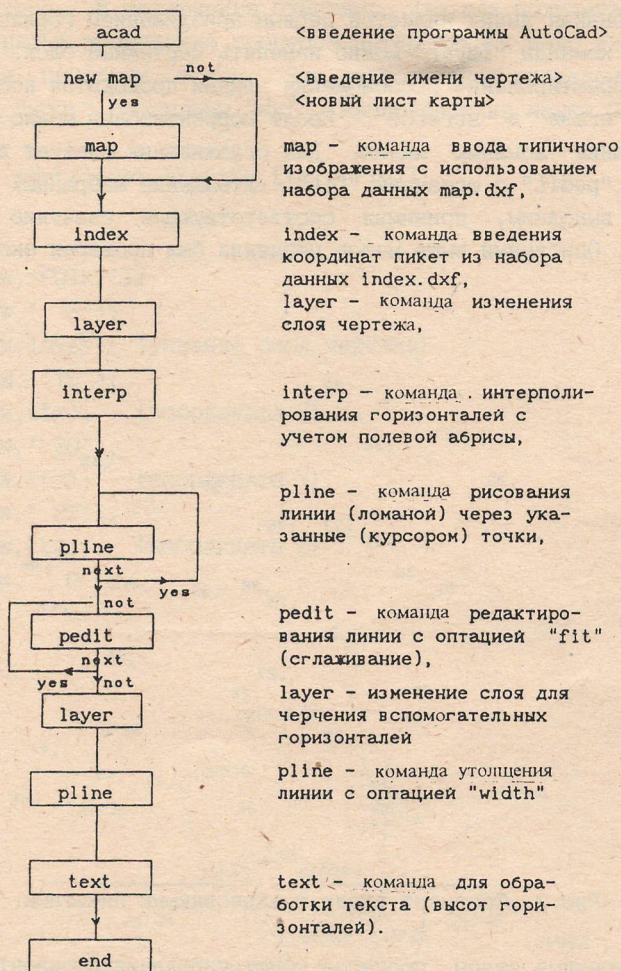 acad <введение программы AutoCad>
not
new map <введение имени чертежа>
yes <новый лист карты>
map map - команда ввода типичного
изображения с использованием
набора данных map.dxf,
index index - команда введения
координат пикет из набора
данных index.dxf,
layer layer - команда изменения
слоя чертежа,
interp interp - команда . интерполи-
рования горизонталей с
учетом полевой абрисы,
pline - команда рисования
линии (ломаной) через ука-
pline занные (курсором) точки,
next
yes
not
pedit pedit - команда редактиро-
вания линии с оптацией "fit"
next (сглаживание),
yes not
layer layer - изменение слоя для
черчения вспомогательных
горизонталей
pline pline - команда утолщения
линии с оптацией "width"
text text - команда для обра-
ботки текста (высот гори-
зонталей).
end